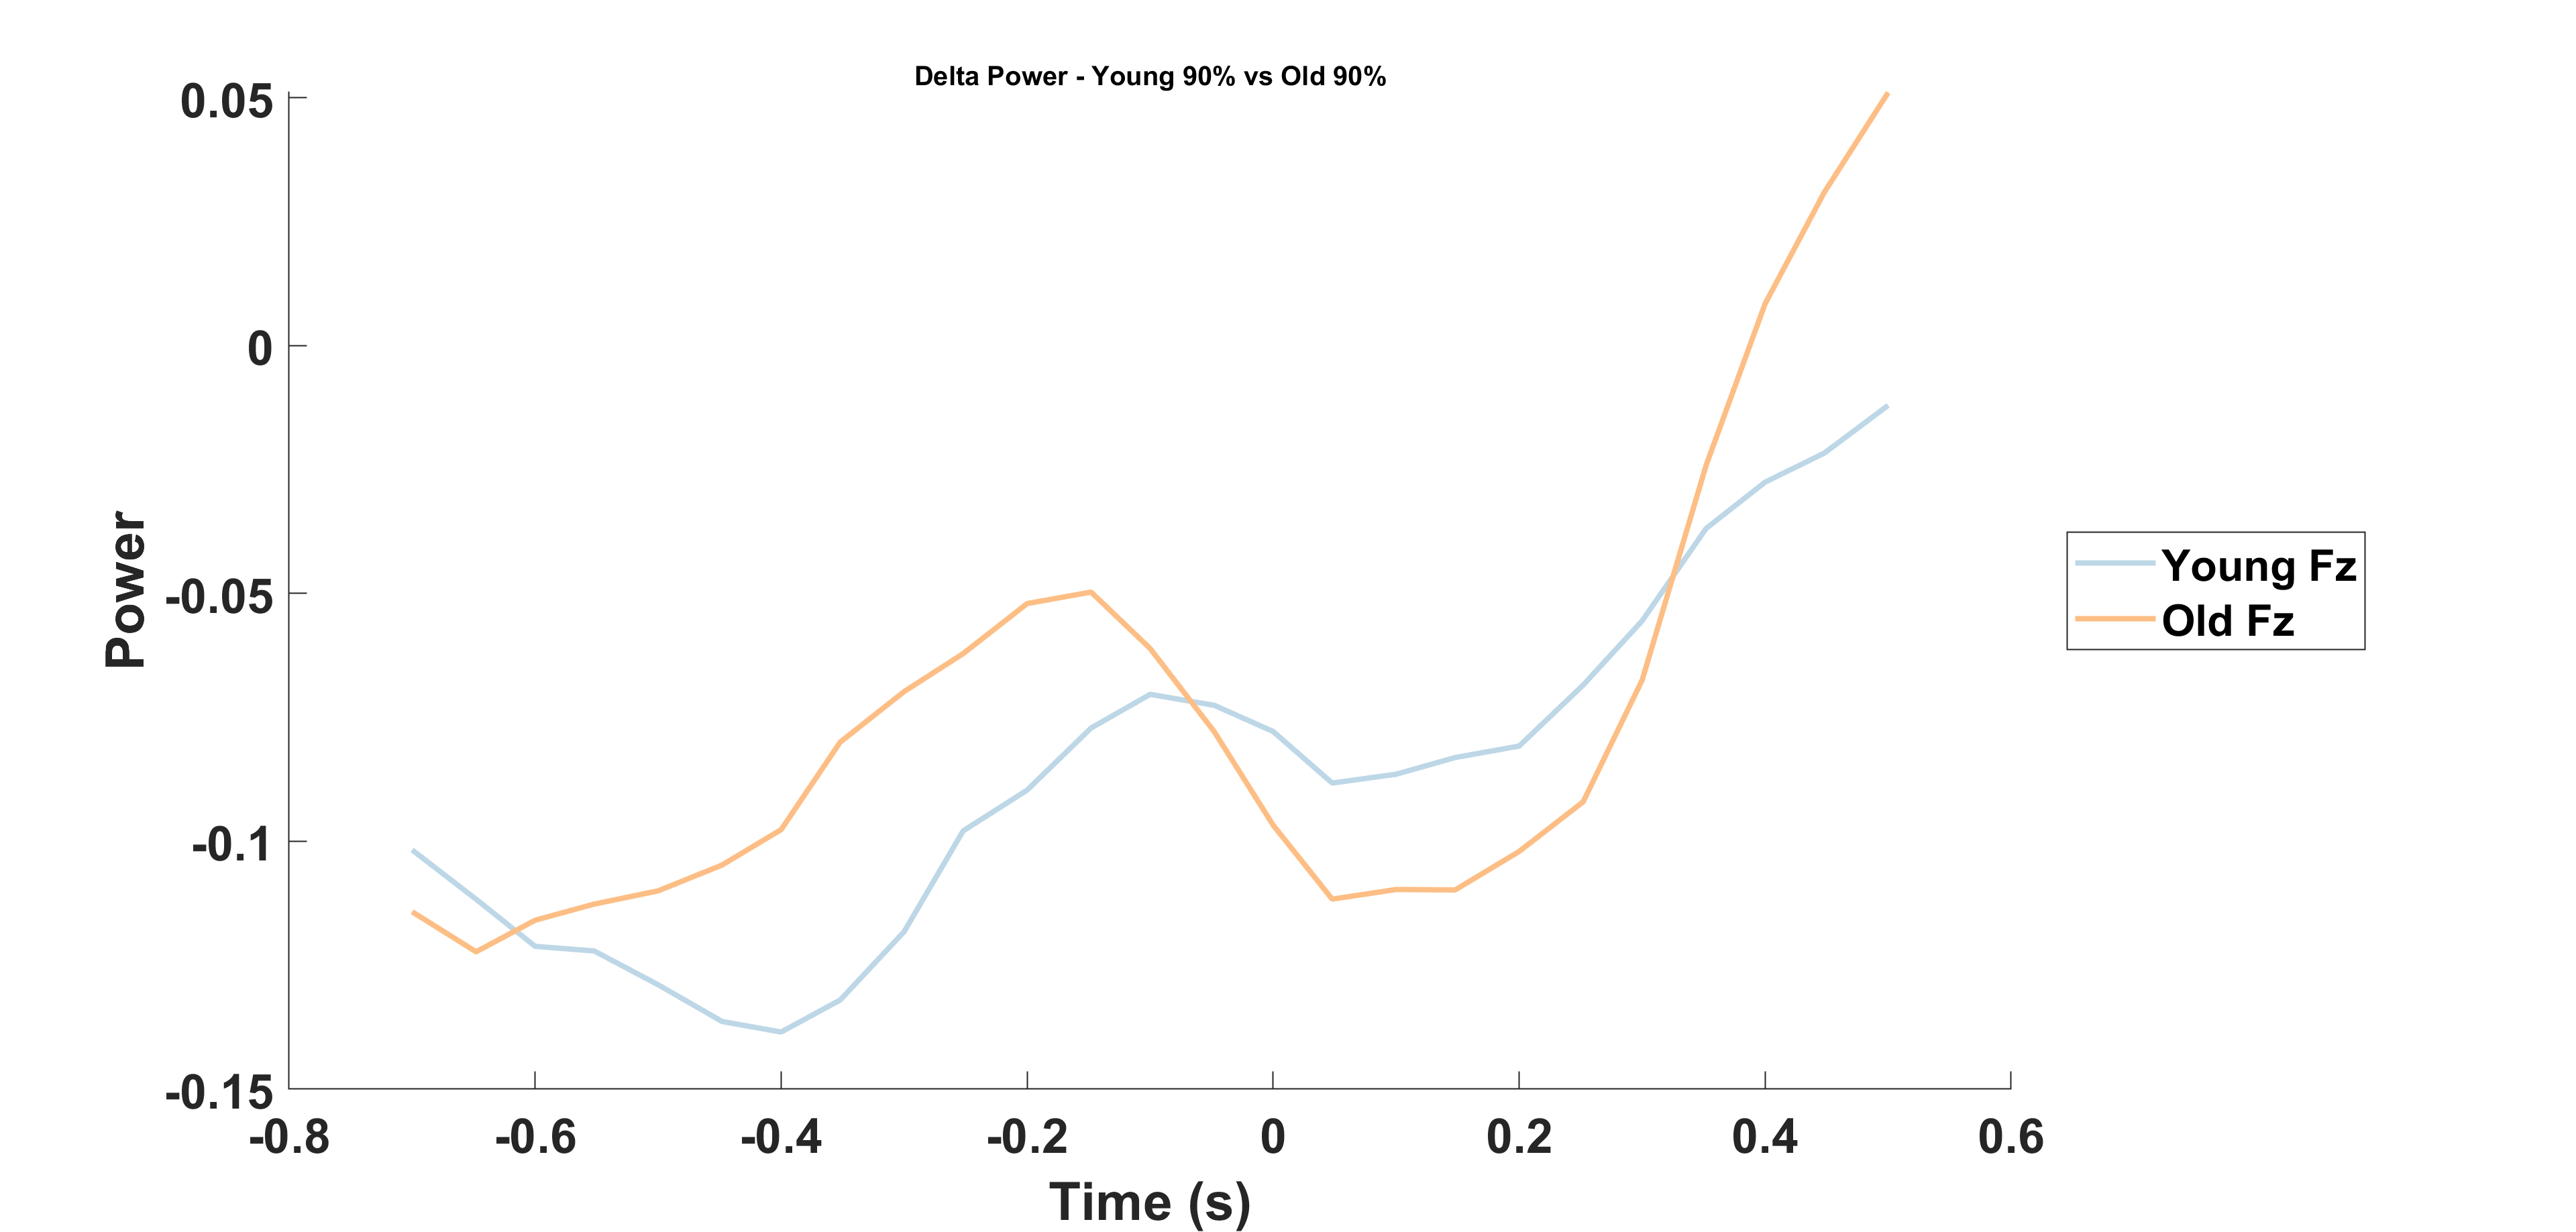 Delta Power - Young 90% vs Old 90%
0.05
0
-0.05
-0.1
-0.15
Power
-0.8 -0.6 -0.4 -0.2 0 0.2 0.4 0.6
Time (s)
Young Fz
Old Fz